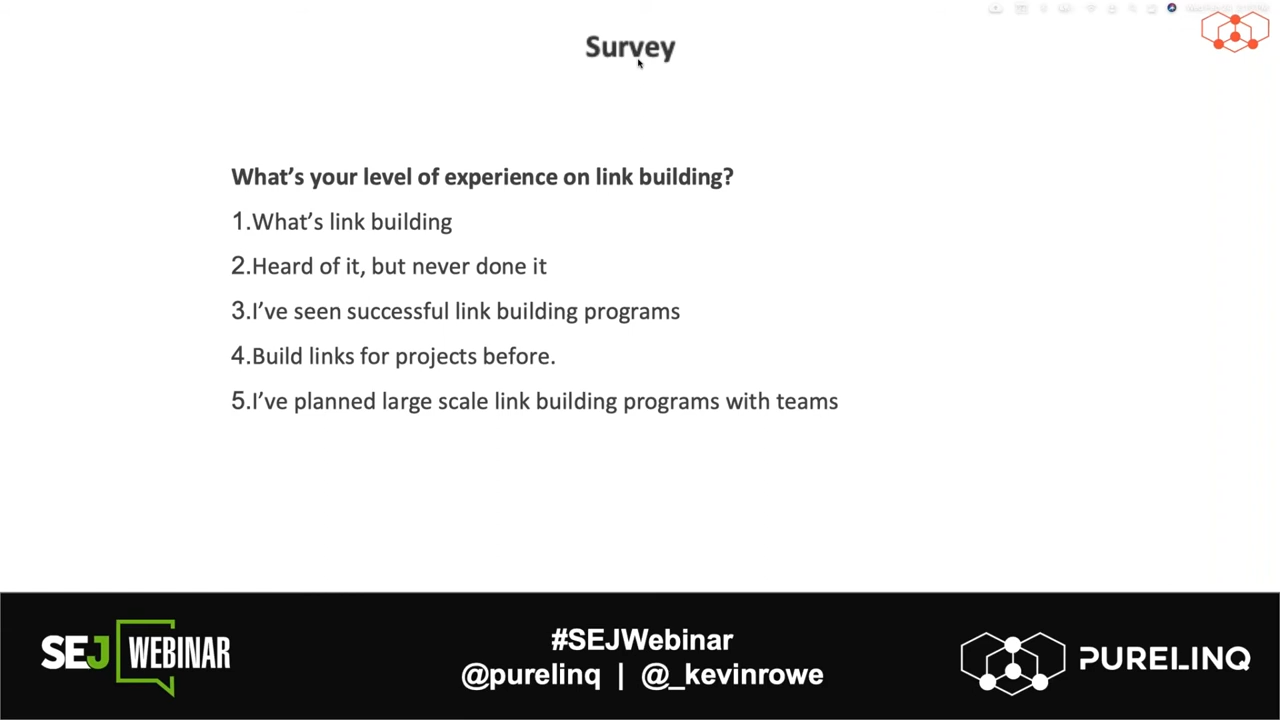 Survey
What’s your level of experience on link building?
1.What’s link building
2.Heard of it, but never done it
3.I’ve seen successful link building programs
4.Build links for projects before.
5.I’ve planned large scale link building programs with teams
SEJ WEBINAR
#SEJWebinar
@purelinq | @_kevinrowe
PURELINQ